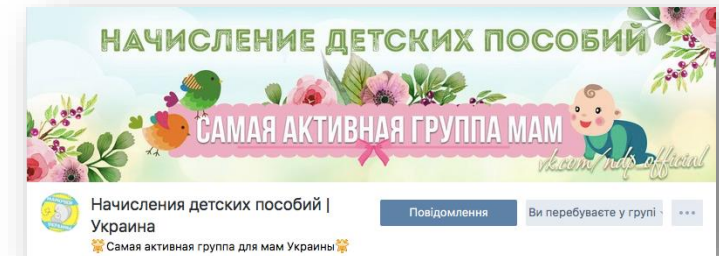 НАЧИСЛЕНИЕ ДЕТСКИХ ПОСОБИЙ
САМАЯ АКТИВНАЯ ГРУППА МАМ
vk.com/ndp_official
Начисления детских пособий |
Украина
Самая активная группа для мам Украины
Повідомлення
Ви перебуваєте у групі